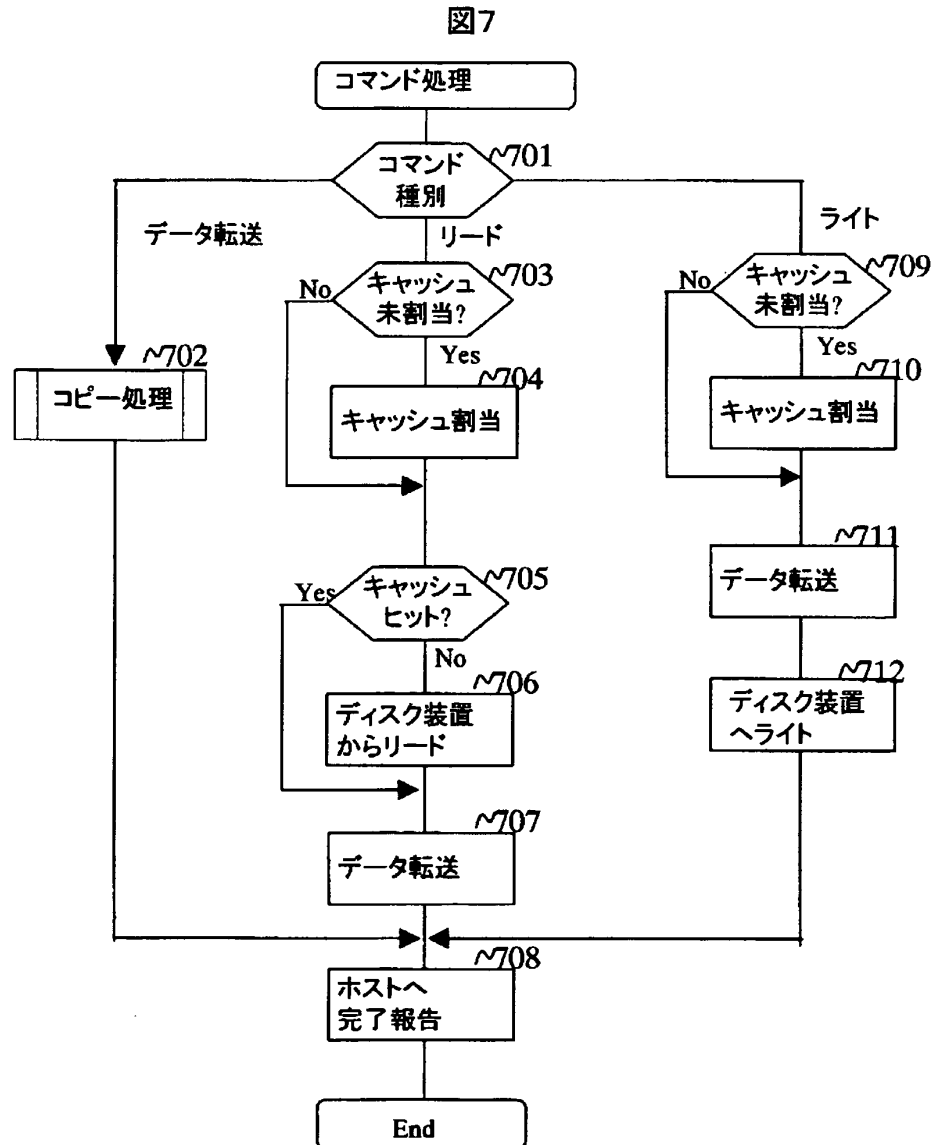 図7
コマンド処理
701
コマンド
種別
データ転送
リード
ライト
703
No
キャッシュ
未割当?
Yes
709
No
キャッシュ
未割当?
Yes
702
コピー処理
704
キャッシュ割当
710
キャッシュ割当
705
Yes
キャッシュ
ヒット?
No
711
データ転送
706
ディスク装置
からリード
712
ディスク装置
へライト
707
データ転送
708
ホストへ
完了報告
End